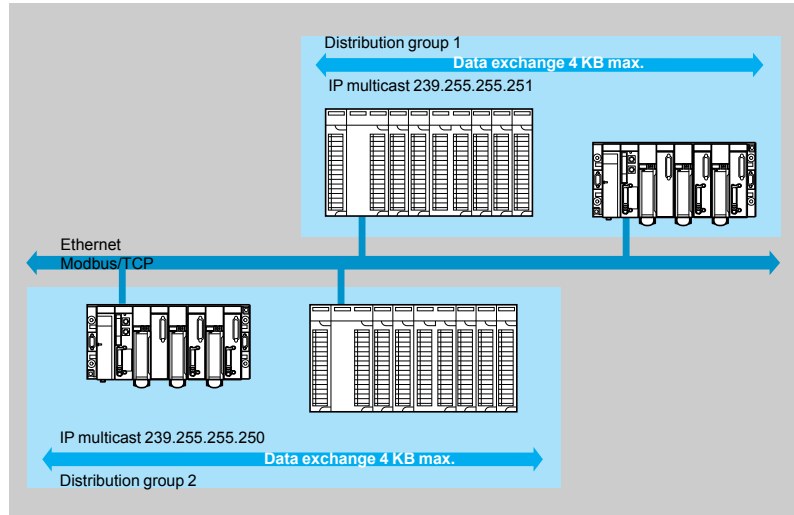 Distribution group 1
Data exchange 4 KB max.
IP multicast 239.255.255.251
Ethernet
Modbus/TCP
IP multicast 239.255.255.250
Data exchange 4 KB max.
Distribution group 2